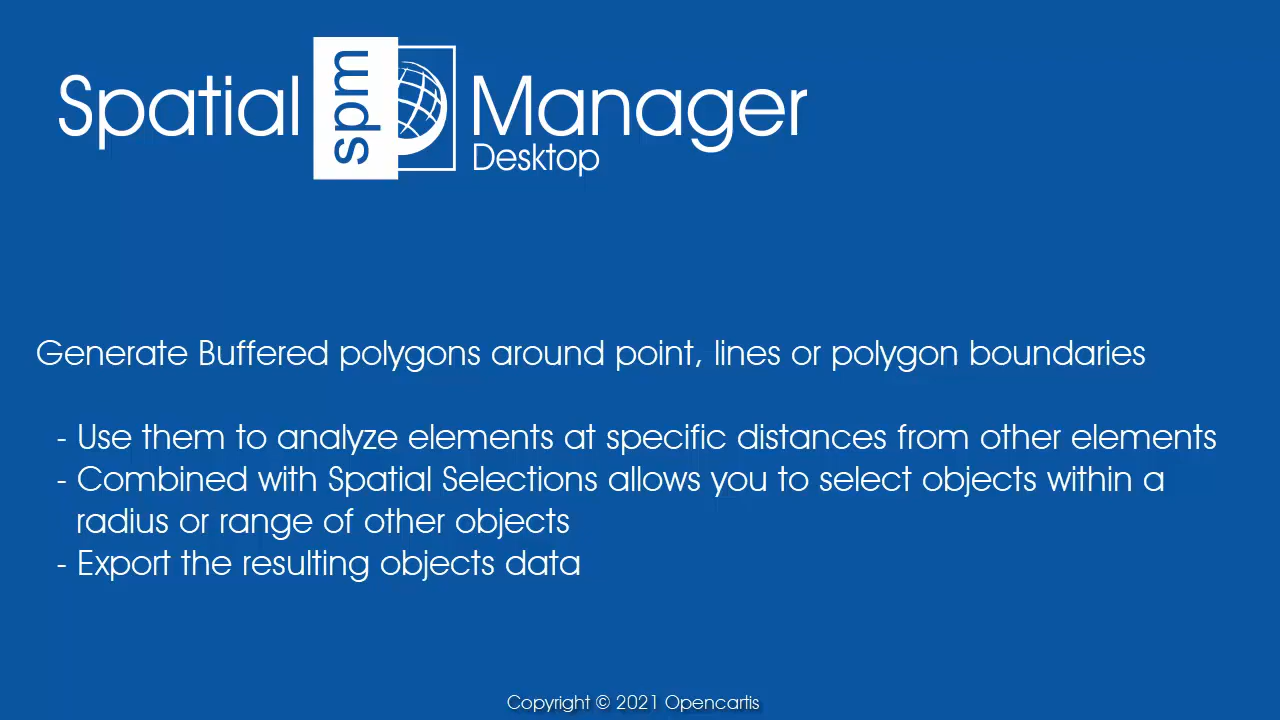 Spatial spm Manager
Desktop
Generate Buffered polygons around point, lines or polygon boundaries
- Use them to analyze elements at specific distances from other elements
- Combined with Spatial Selections allows you to select objects within a
radius or range of other objects
- Export the resulting objects data
Copyright © 2021 Opencartis